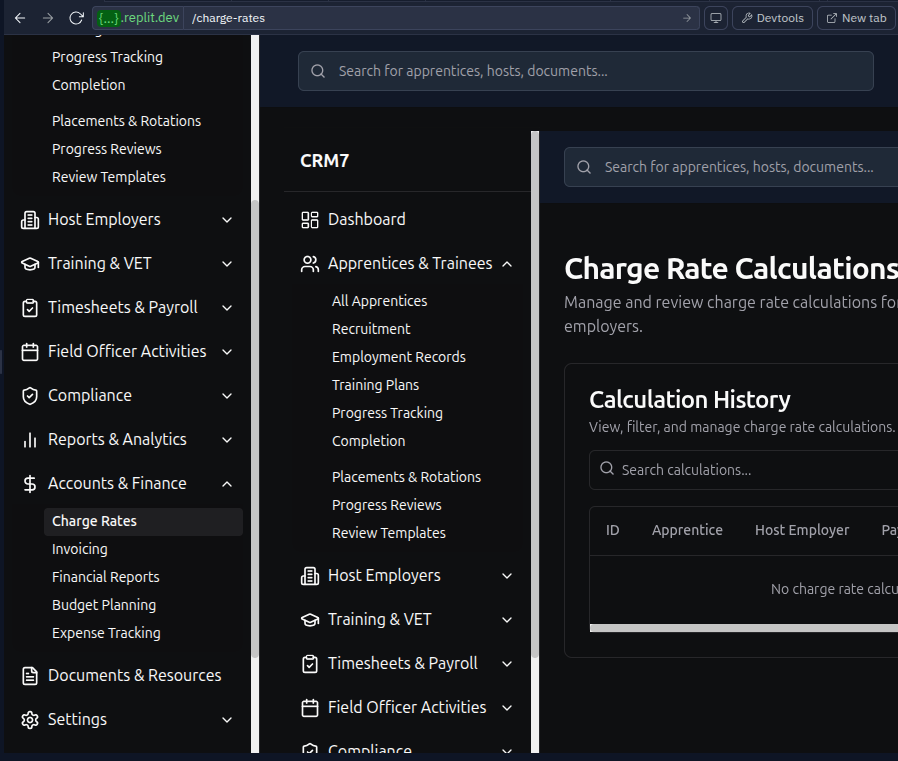 {...}.replit.dev /charge-rates Devtools New tab
Progress Tracking
Completion
Placements & Rotations
Progress Reviews
Review Templates
Host Employers
Training & VET
Timesheets & Payroll
Field Officer Activities
Compliance
Reports & Analytics
Accounts & Finance
Charge Rates
Invoicing
Financial Reports
Budget Planning
Expense Tracking
Documents & Resources
Settings
Search for apprentices, hosts, documents...
CRM7
Dashboard
Apprentices & Trainees
All Apprentices
Recruitment
Employment Records
Training Plans
Progress Tracking
Completion
Placements & Rotations
Progress Reviews
Review Templates
Host Employers
Training & VET
Timesheets & Payroll
Field Officer Activities
Compliance
Search for apprentices, hosts, documents...
Charge Rate Calculations
Manage and review charge rate calculations fo
employers.
Calculation History
View, filter, and manage charge rate calculations.
Search calculations...
ID Apprentice Host Employer Pay
No charge rate calcu